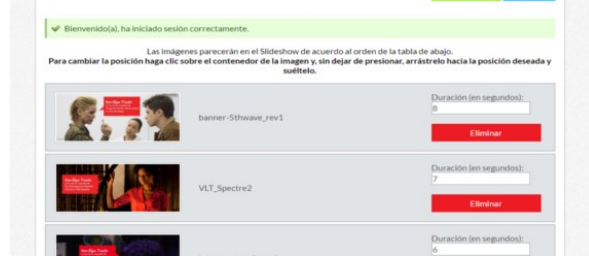 Bienvenido(a), ha iniciado sesión correctamente.
Las imágenes parecerán en el Slideshow de acuerdo al orden de la tabla de abajo.
Para cambiar la posición haga clic sobre el contenedor de la imagen y, sin dejar de presionar, arrástrelo hacia la posición deseada y
suéltelo.
banner-5thwave_rev1
Duración (en segundos):
8
Eliminar
VLT_Spectre2
Duración (en segundos):
7
Eliminar
Duración (en segundos):
6